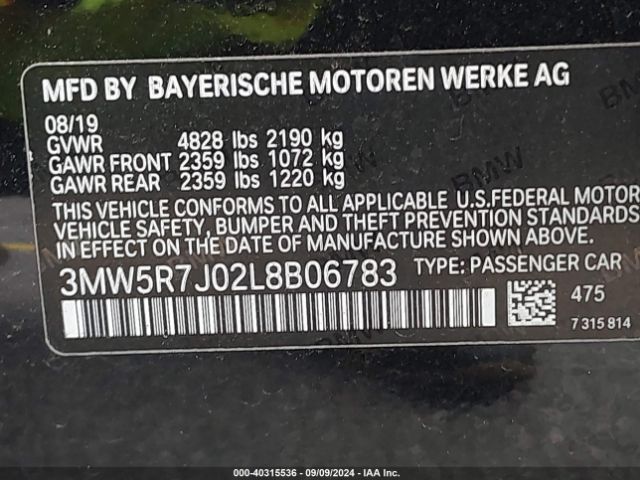 MFD BY BAYERISCHE MOTOREN WERKE AG
08/19
GVWR 4828 lbs 2190 kg
GAWR FRONT 2359 lbs 1072 kg
GAWR REAR 2359 lbs 1220 kg
THIS VEHICLE CONFORMS TO ALL APPLICABLE U.S.FEDERAL MOTOR
VEHICLE SAFETY, BUMPER AND THEFT PREVENTION STANDARDS
IN EFFECT ON THE DATE OF MANUFACTURE SHOWN ABOVE.
3MW5R7J02L8B06783 TYPE: PASSENGER CAR
475
7 315 814
000-40315536 - 09/09/2024 - IAA Inc.